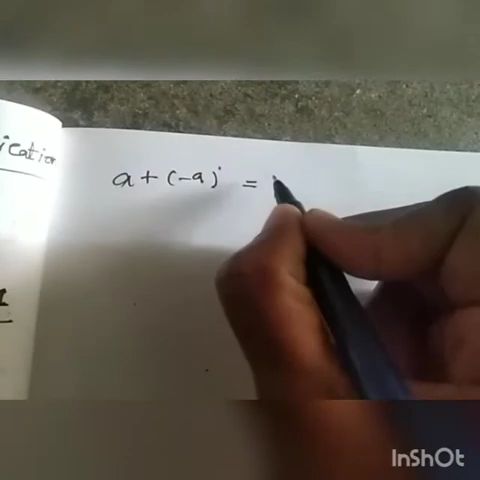 ication
a + (-a) =
InShOt